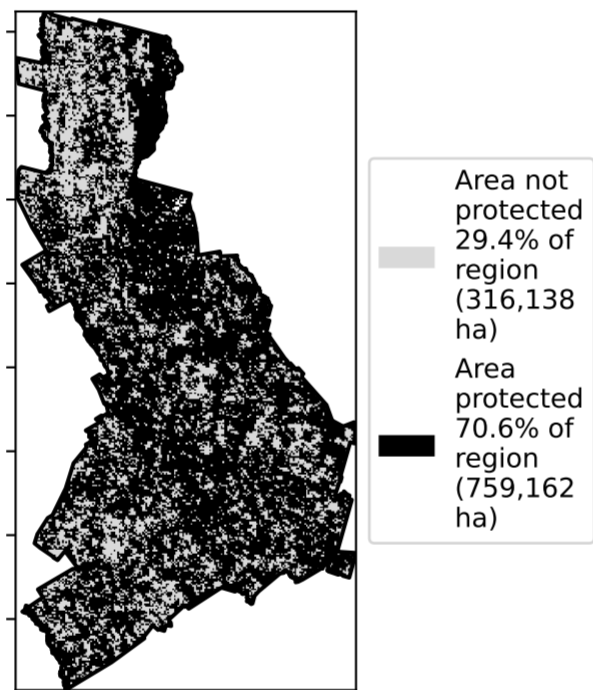 Area not
protected
29.4% of
region
(316,138
ha)
Area
protected
70.6% of
region
(759,162
ha)